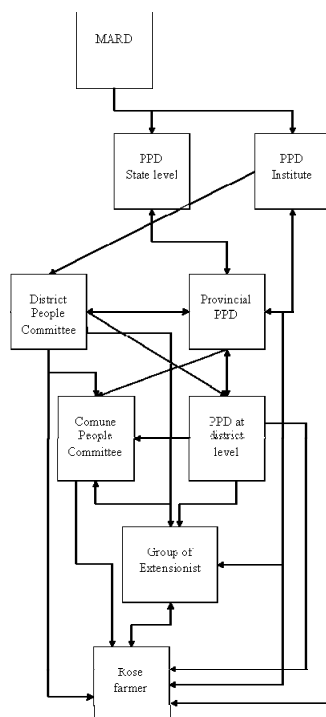 MARD
PPD
State level
PPD
Institute
District
People
Committee
Provincial
PPD
Comune
People
Committee
PPD at
district
level
Group of
Extensionist
Rose
farmer